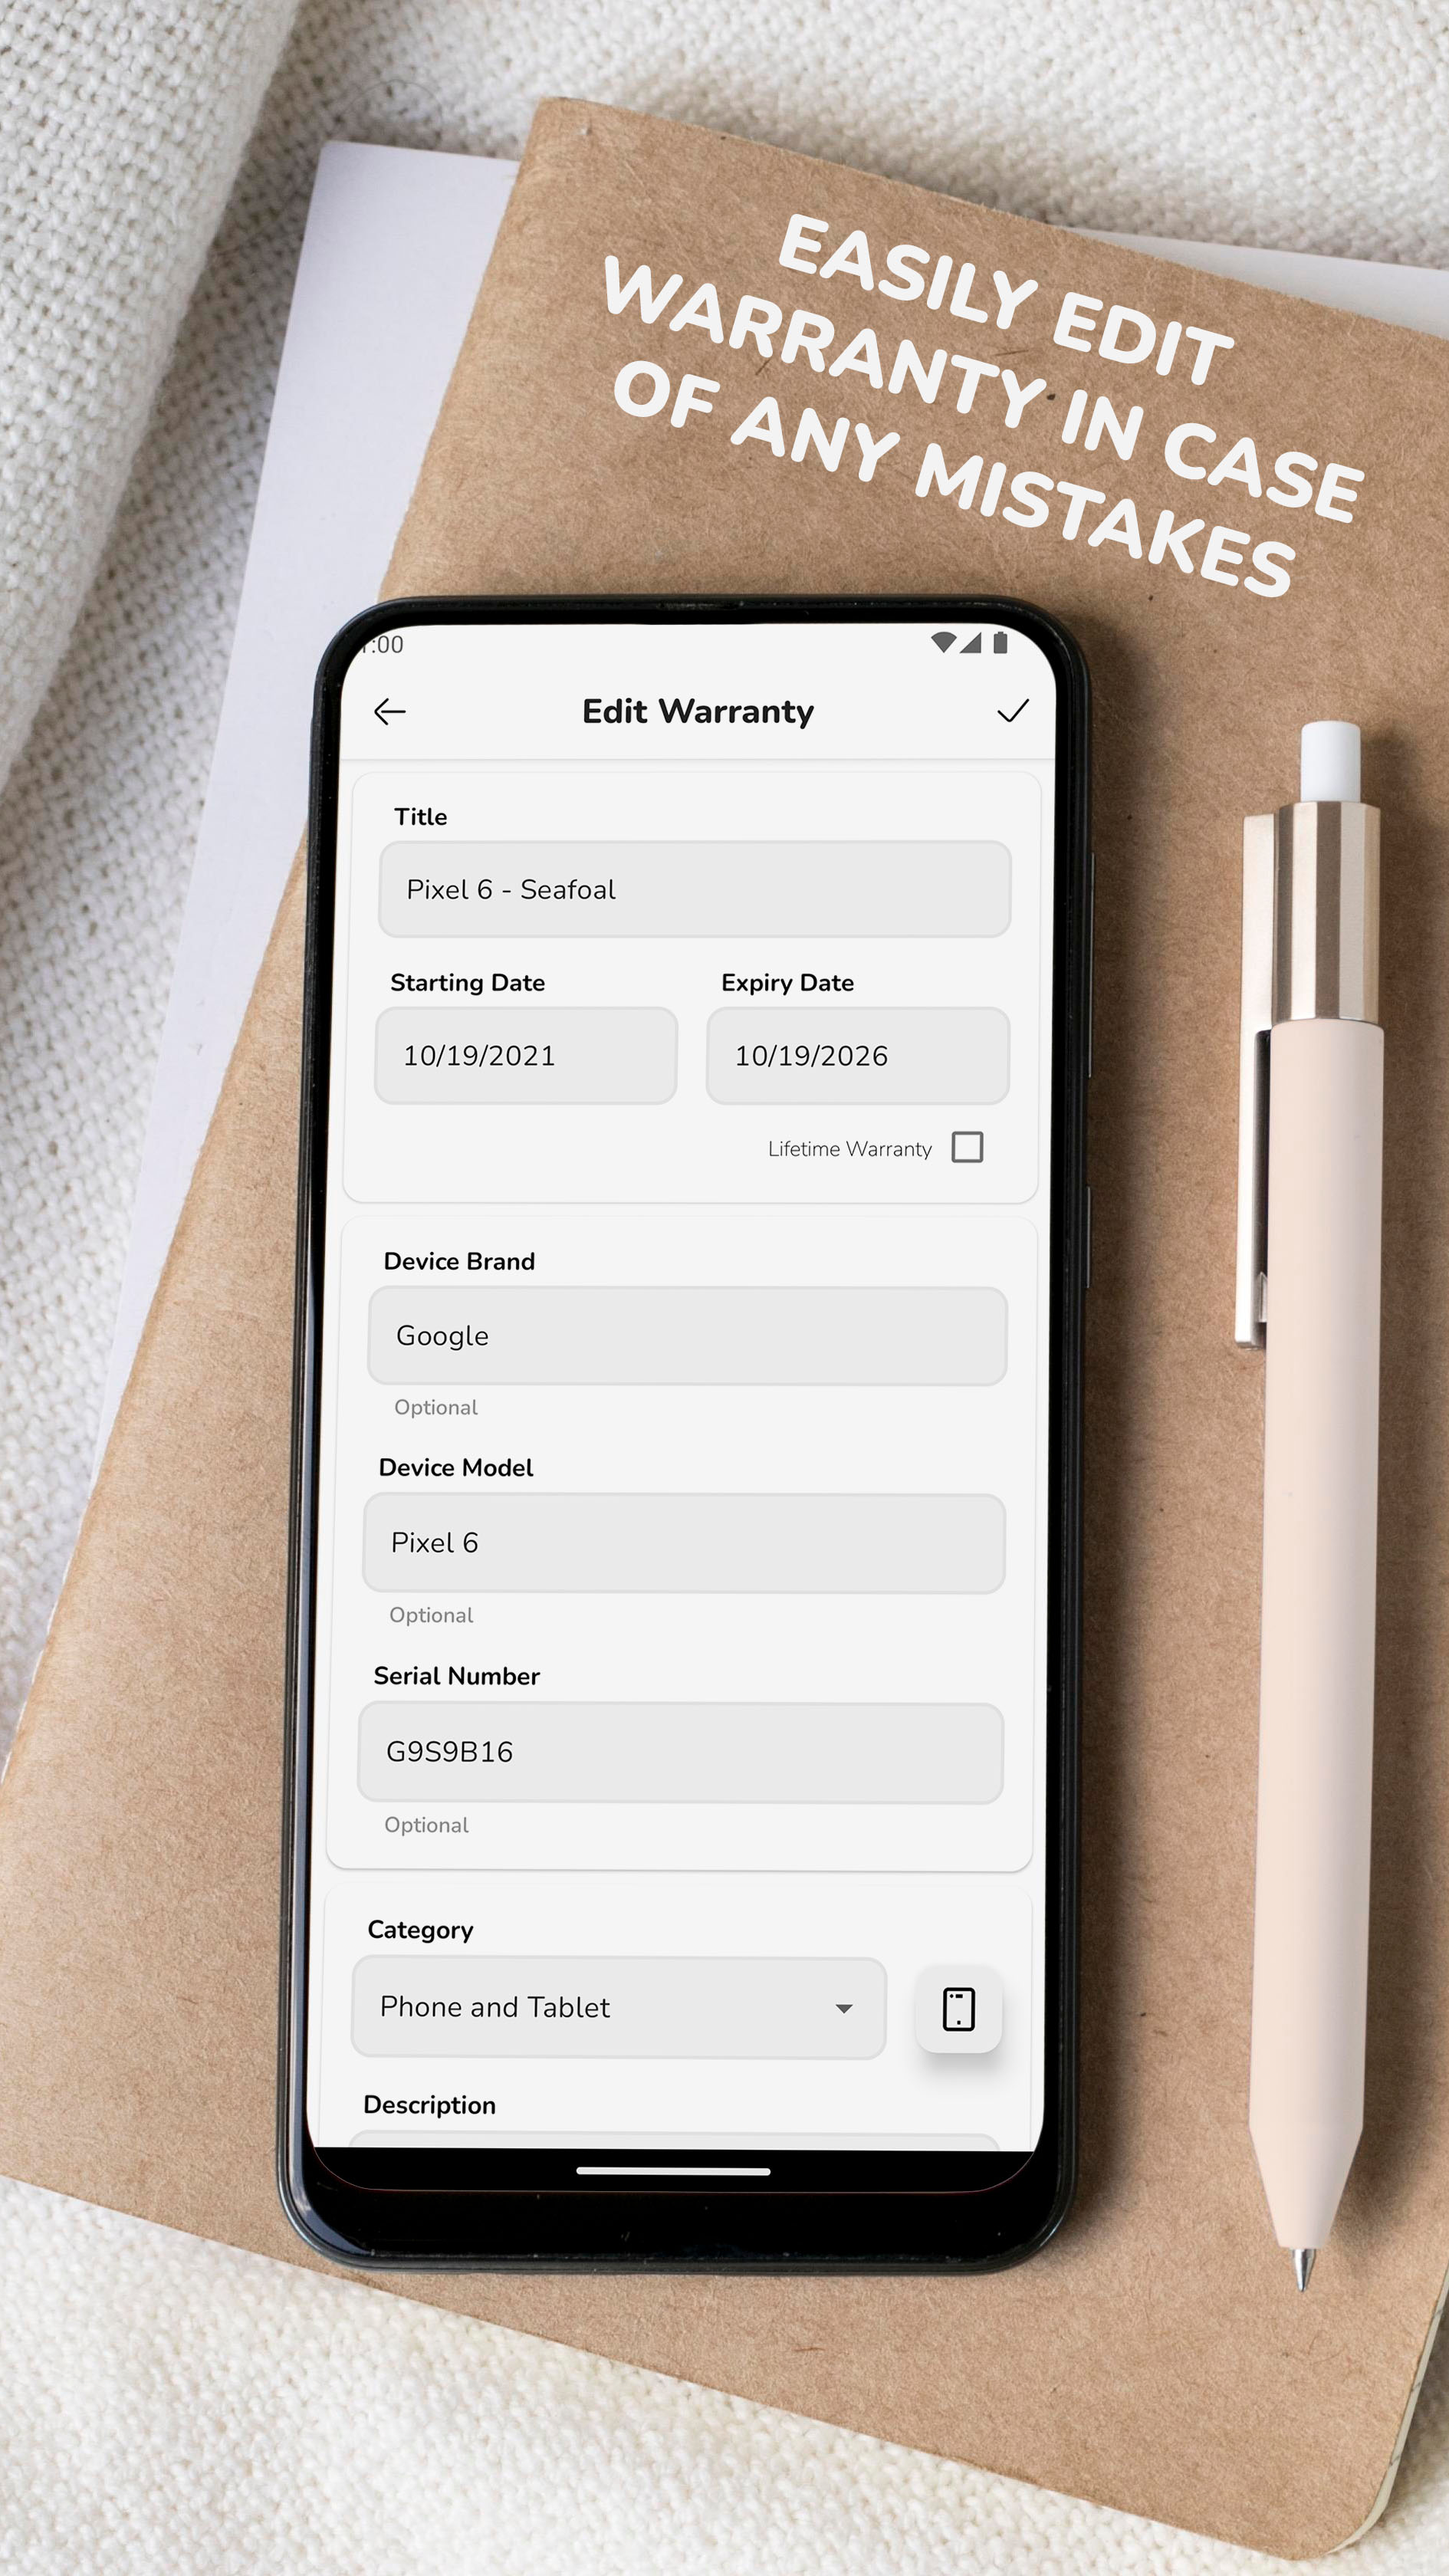 EASILY EDIT
WARRANTY IN CASE
OF ANY MISTAKES
:00
Edit Warranty
Title
Pixel 6 - Seafoal
Starting Date
Expiry Date
10/19/2021
10/19/2026
Lifetime Warranty
Device Brand
Google
Optional
Device Model
Pixel 6
Optional
Serial Number
G9S9B16
Optional
Category
Phone and Tablet
Description